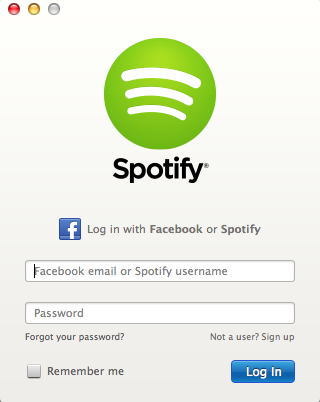 Spotify®
Log in with Facebook or Spotify
Facebook email or Spotify username
Password
Forgot your password? Not a user? Sign up
Remember me Log In